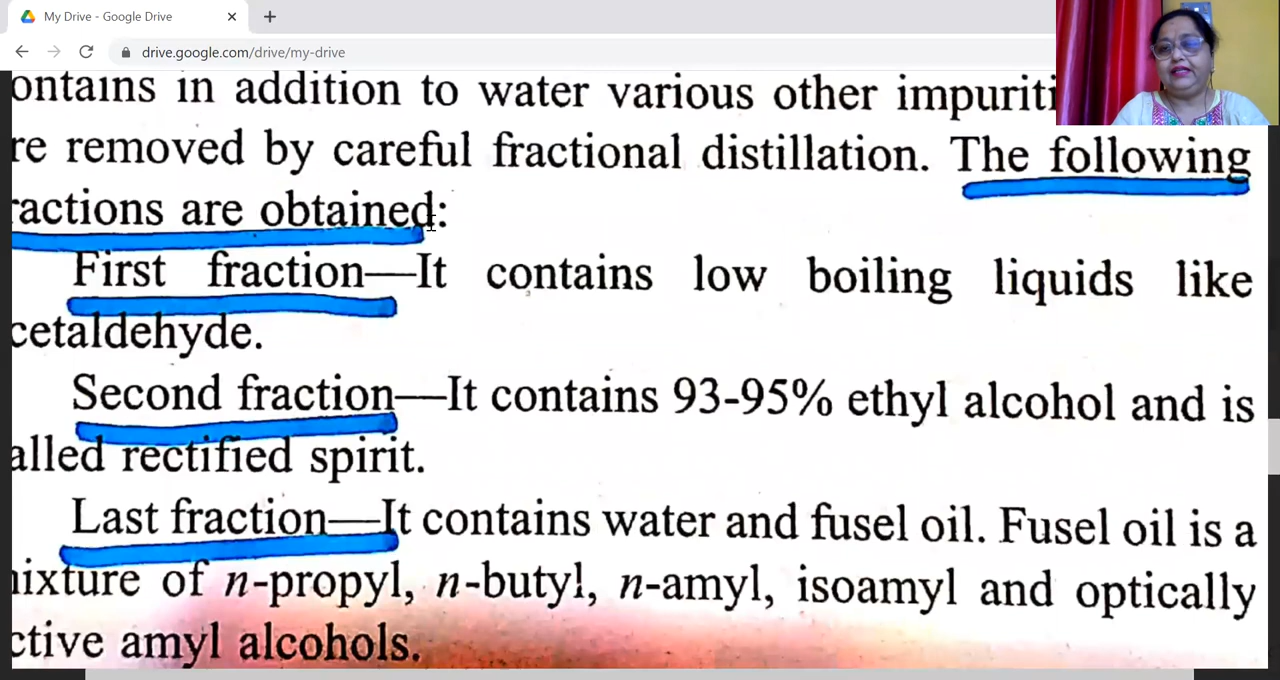 My Drive - Google Drive
drive.google.com/drive/my-drive
ontains in addition to water various other impuriti
re removed by careful fractional distillation. The following
ractions are obtained:
First fraction—It contains low boiling liquids like
cetaldehyde.
Second fraction—It contains 93-95% ethyl alcohol and is
alled rectified spirit.
Last fraction—It contains water and fusel oil. Fusel oil is a
ixture of n-propyl, n-butyl, n-amyl, isoamyl and optically
ctive amyl alcohols.